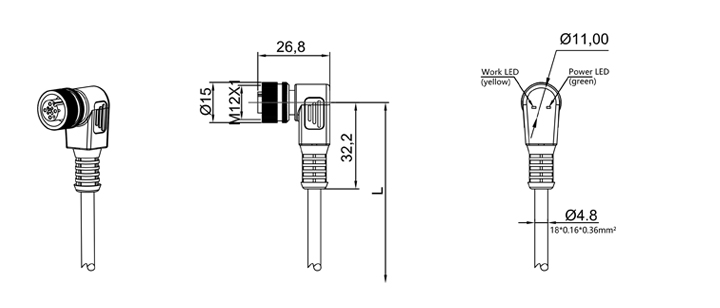 26,8
Ø15
M12X1
32,2
L
Ø11,00
Work LED
(yellow)
Power LED
(green)
Ø4.8
18*0.16*0.36mm²